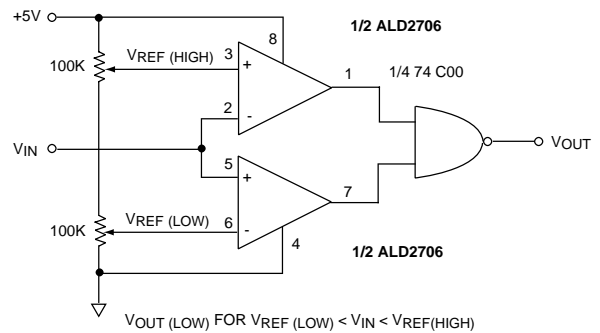 +5V
1/2 ALD2706
8
100K
VREF (HIGH)
3
+
1
1/4 74 C00
2
-
VIN
VOUT
5
+
7
100K
VREF (LOW)
6
-
4
1/2 ALD2706
VOUT (LOW) FOR VREF (LOW) < VIN < VREF(HIGH)